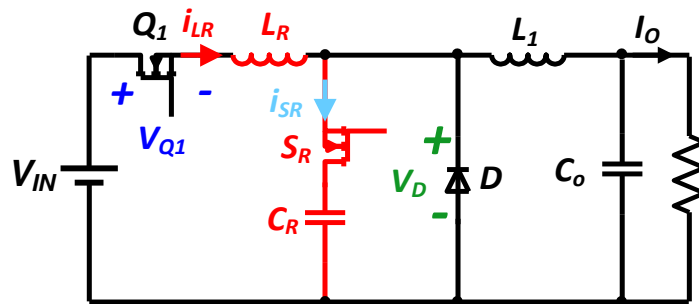 Q1
iLR
LR
L1
IO
+ -
VQ1
iSR
SR
CR
VIN
+
VD
-
D
Co